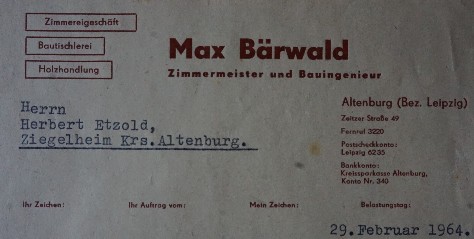 Zimmereigeschäft
Bautischlerei
Holzhandlung
Max Bärwald
Zimmermeister und Bauingenieur
Herrn
Herbert Etzold,
Ziegelheim Krs. Altenburg.
Altenburg (Bez. Leipzig)
Zeitzer Straße 49
Fernruf 3220
Postscheckkonto:
Leipzig 6235
Bankkonto:
Kreissparkasse Altenburg,
Konto Nr. 340
Ihr Zeichen: Ihr Auftrag vom: Mein Zeichen: Belastungstag:
29. Februar 1964.